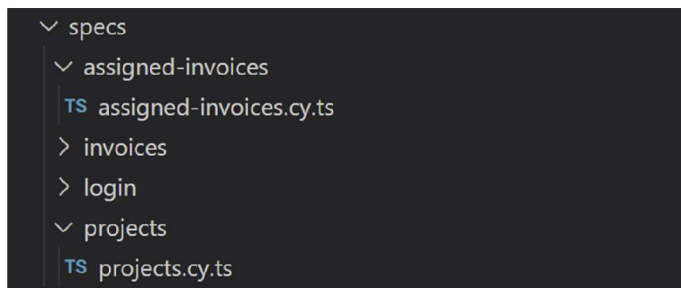 specs
assigned-invoices
TS assigned-invoices.cy.ts
invoices
login
projects
TS projects.cy.ts